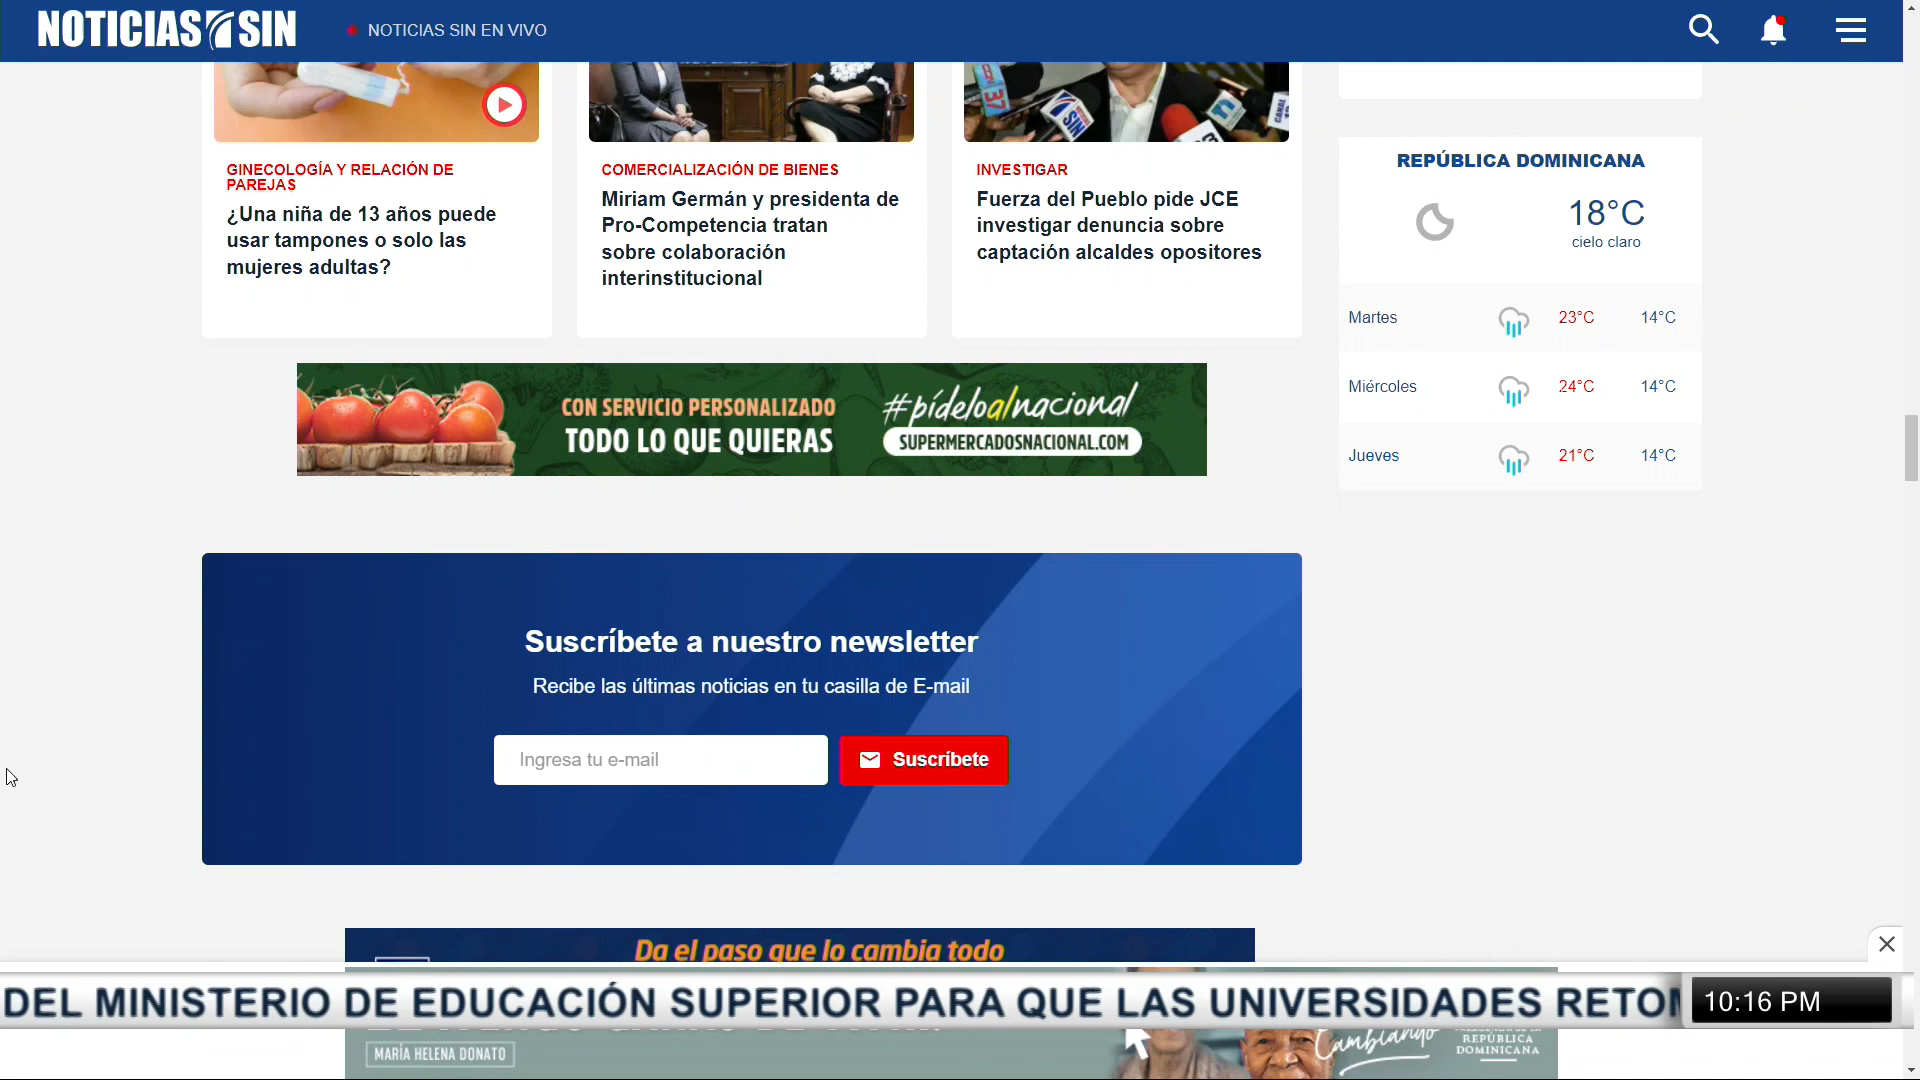 NOTICIAS SIN
NOTICIAS SIN EN VIVO
GINECOLOGÍA Y RELACIÓN DE
PAREJAS
¿Una niña de 13 años puede
usar tampones o solo las
mujeres adultas?
COMERCIALIZACIÓN DE BIENES
Miriam Germán y presidenta de
Pro-Competencia tratan
sobre colaboración
interinstitucional
37
SIN
INVESTIGAR
Fuerza del Pueblo pide JCE
investigar denuncia sobre
captación alcaldes opositores
REPÚBLICA DOMINICANA
18°C
cielo claro
Martes 23°C 14°C
Miércoles 24°C 14°C
Jueves 21°C 14°C
CON SERVICIO PERSONALIZADO
TODO LO QUE QUIERAS
#pídeloalnacional
SUPERMERCADOSNACIONAL.COM
Suscríbete a nuestro newsletter
Recibe las últimas noticias en tu casilla de E-mail
Ingresa tu e-mail
Suscríbete
Da el paso que lo cambia todo
DEL MINISTERIO DE EDUCACIÓN SUPERIOR PARA QUE LAS UNIVERSIDADES RETOM
10:16 PM
MARÍA HELENA DONATO
Cambiando
REPÚBLICA
DOMINICANA